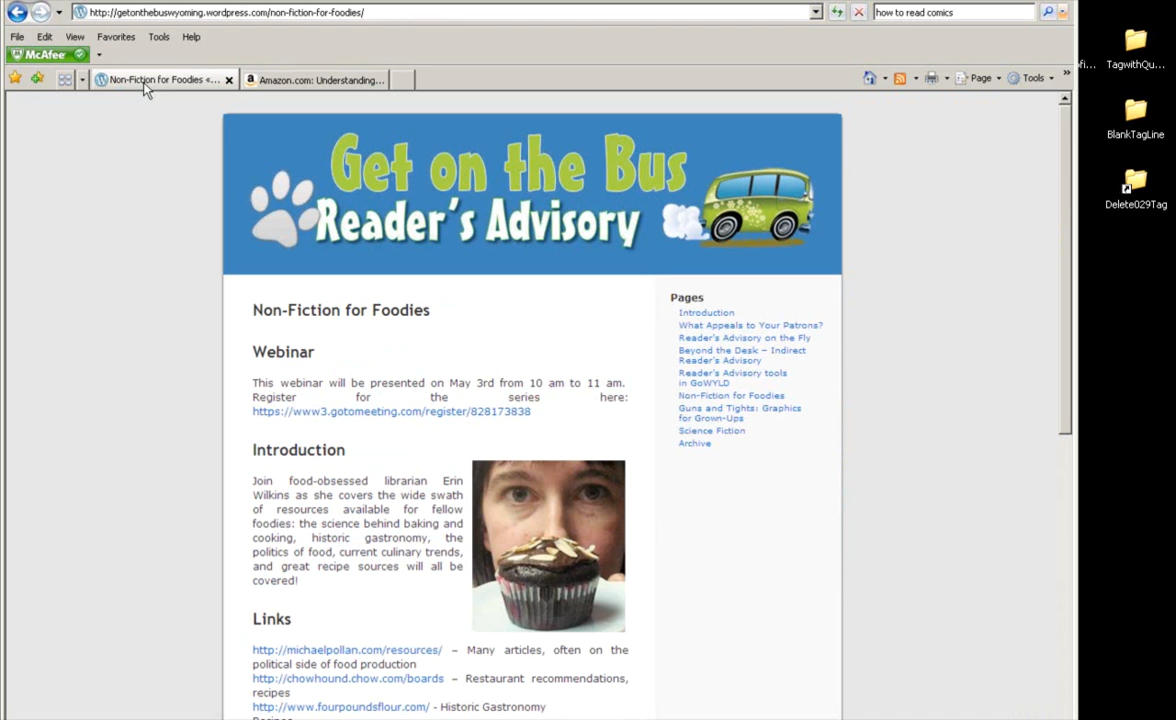 http://getonthebuswyoming.wordpress.com/non-fiction-for-foodies/ how to read comics
File Edit View Favorites Tools Help
McAfee
Non-Fiction for Foodies «... Amazon.com: Understanding...
Page Tools »
TagwithQu...
BlankTagLine
Delete029Tag
Get on the Bus
Reader's Advisory
Non-Fiction for Foodies
Webinar
This webinar will be presented on May 3rd from 10 am to 11 am.
Register for the series here:
https://www3.gotomeeting.com/register/828173838
Introduction
Join food-obsessed librarian Erin
Wilkins as she covers the wide swath
of resources available for fellow
foodies: the science behind baking and
cooking, historic gastronomy, the
politics of food, current culinary trends,
and great recipe sources will all be
covered!
Links
http://michaelpollan.com/resources/ – Many articles, often on the
political side of food production
http://chowhound.chow.com/boards – Restaurant recommendations,
recipes
http://www.fourpoundsflour.com/ - Historic Gastronomy
Pages
Introduction
What Appeals to Your Patrons?
Reader's Advisory on the Fly
Beyond the Desk – Indirect
Reader's Advisory
Reader's Advisory tools
in GoWYLD
Non-Fiction for Foodies
Guns and Tights: Graphics
for Grown-Ups
Science Fiction
Archive